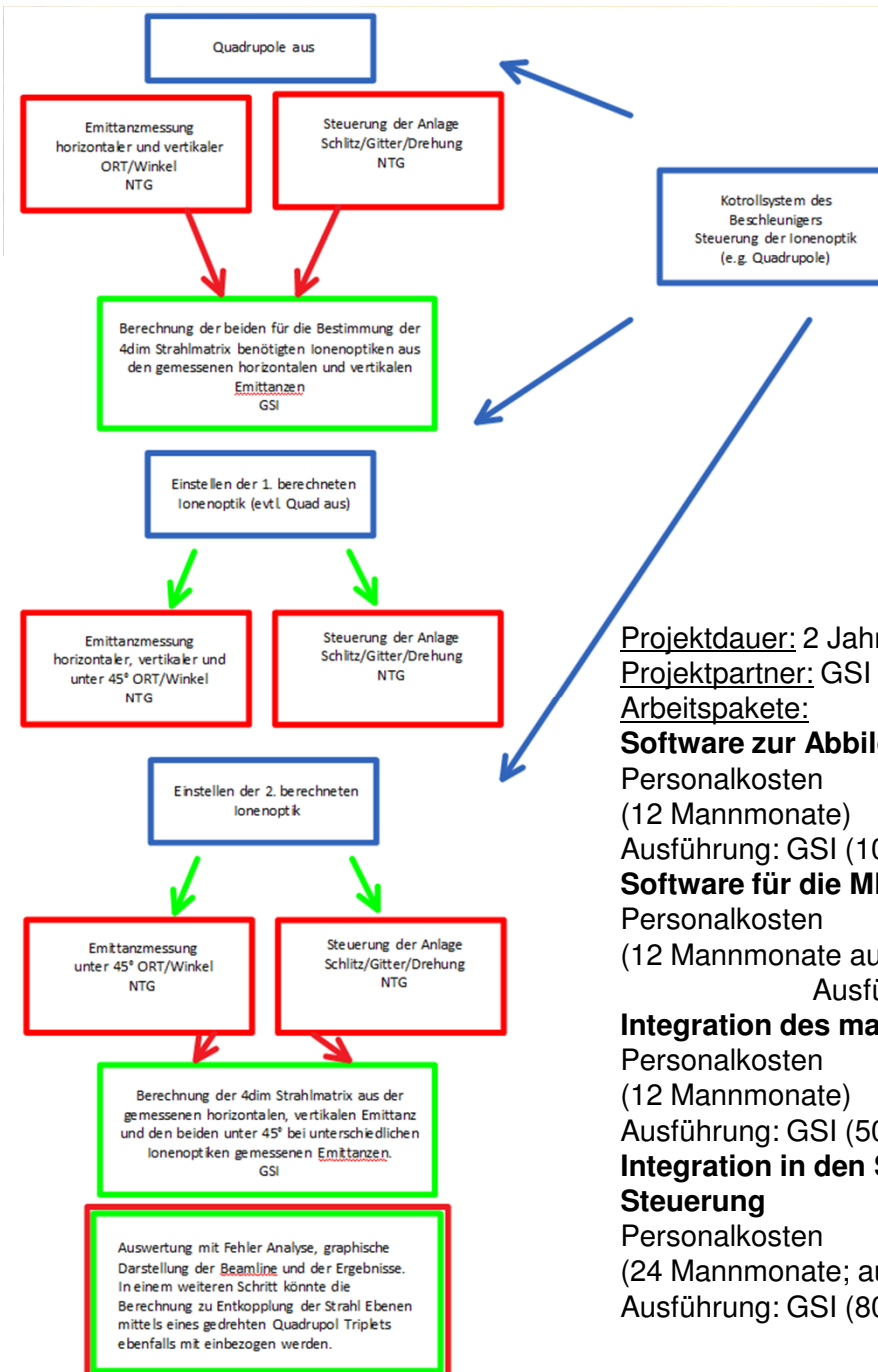 Quadrupole aus
Emittanzmessung
horizontaler und vertikaler
ORT/Winkel
NTG
Steuerung der Anlage
Schlitz/Gitter/Drehung
NTG
Kotrollsystem des
Beschleunigers
Steuerung der Ionenoptik
(e.g. Quadrupole)
Berechnung der beiden für die Bestimmung der
4dim Strahlmatrix benötigten Ionenoptiken aus
den gemessenen horizontalen und vertikalen
Emittanzen
GSI
Einstellen der 1. berechneten
Ionenoptik (evtl. Quad aus)
Emittanzmessung
horizontaler, vertikaler und
unter 45° ORT/Winkel
NTG
Steuerung der Anlage
Schlitz/Gitter/Drehung
NTG
Einstellen der 2. berechneten
Ionenoptik
Emittanzmessung
unter 45° ORT/Winkel
NTG
Steuerung der Anlage
Schlitz/Gitter/Drehung
NTG
Berechnung der 4dim Strahlmatrix aus der
gemessenen horizontalen, vertikalen Emittanz
und den beiden unter 45° bei unterschiedlichen
Ionenoptiken gemessenen Emittanzen.
GSI
Auswertung mit Fehler Analyse, graphische
Darstellung der Beamline und der Ergebnisse.
In einem weiteren Schritt könnte die
Berechnung zu Entkopplung der Strahl Ebenen
mittels eines gedrehten Quadrupol Triplets
ebenfalls mit einbezogen werden.
Projektdauer: 2 Jahr
Projektpartner: GSI
Arbeitspakete:
Software zur Abbil
Personalkosten
(12 Mannmonate)
Ausführung: GSI (10
Software für die M
Personalkosten
(12 Mannmonate au
Ausfü
Integration des ma
Personalkosten
(12 Mannmonate)
Ausführung: GSI (50
Integration in den S
Steuerung
Personalkosten
(24 Mannmonate; au
Ausführung: GSI (80